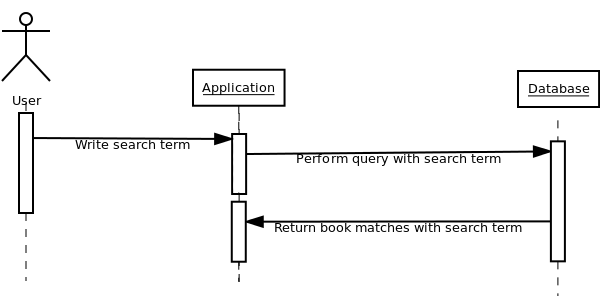 User
Application
Database
Write search term
Perform query with search term
Return book matches with search term